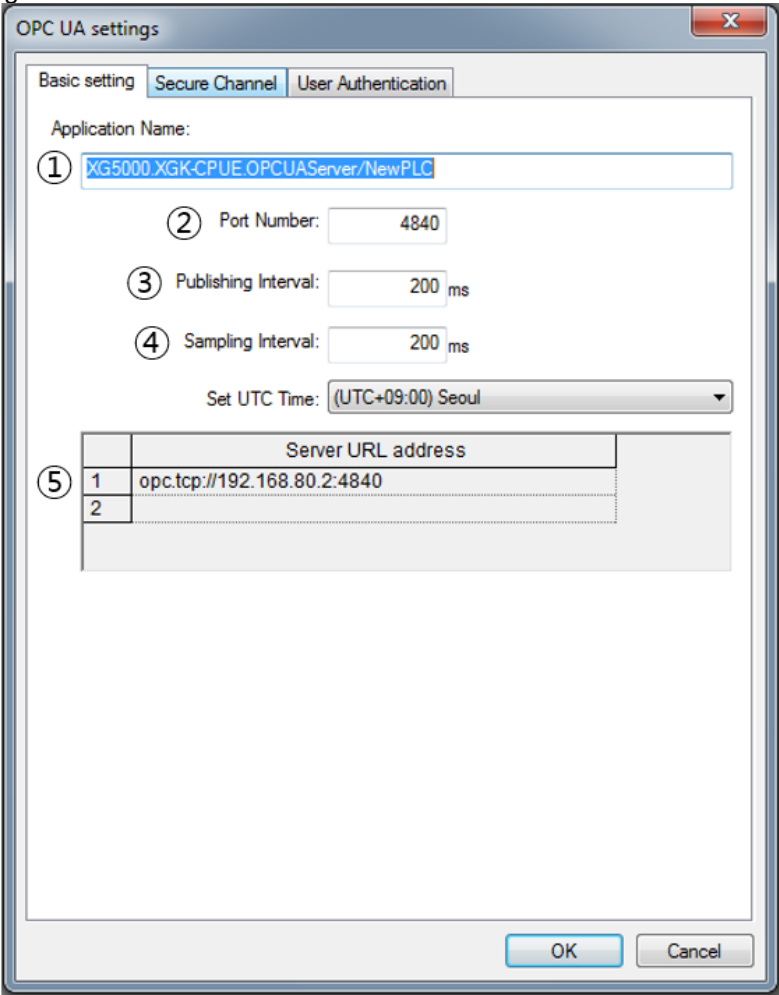 OPC UA settings
Basic setting Secure Channel User Authentication
Application Name:
① XG5000.XGK-CPUE.OPCUAServer/NewPLC
② Port Number: 4840
③ Publishing Interval: 200 ms
④ Sampling Interval: 200 ms
Set UTC Time: (UTC+09:00) Seoul
Server URL address
⑤ 1 opc.tcp://192.168.80.2:4840
2
OK Cancel